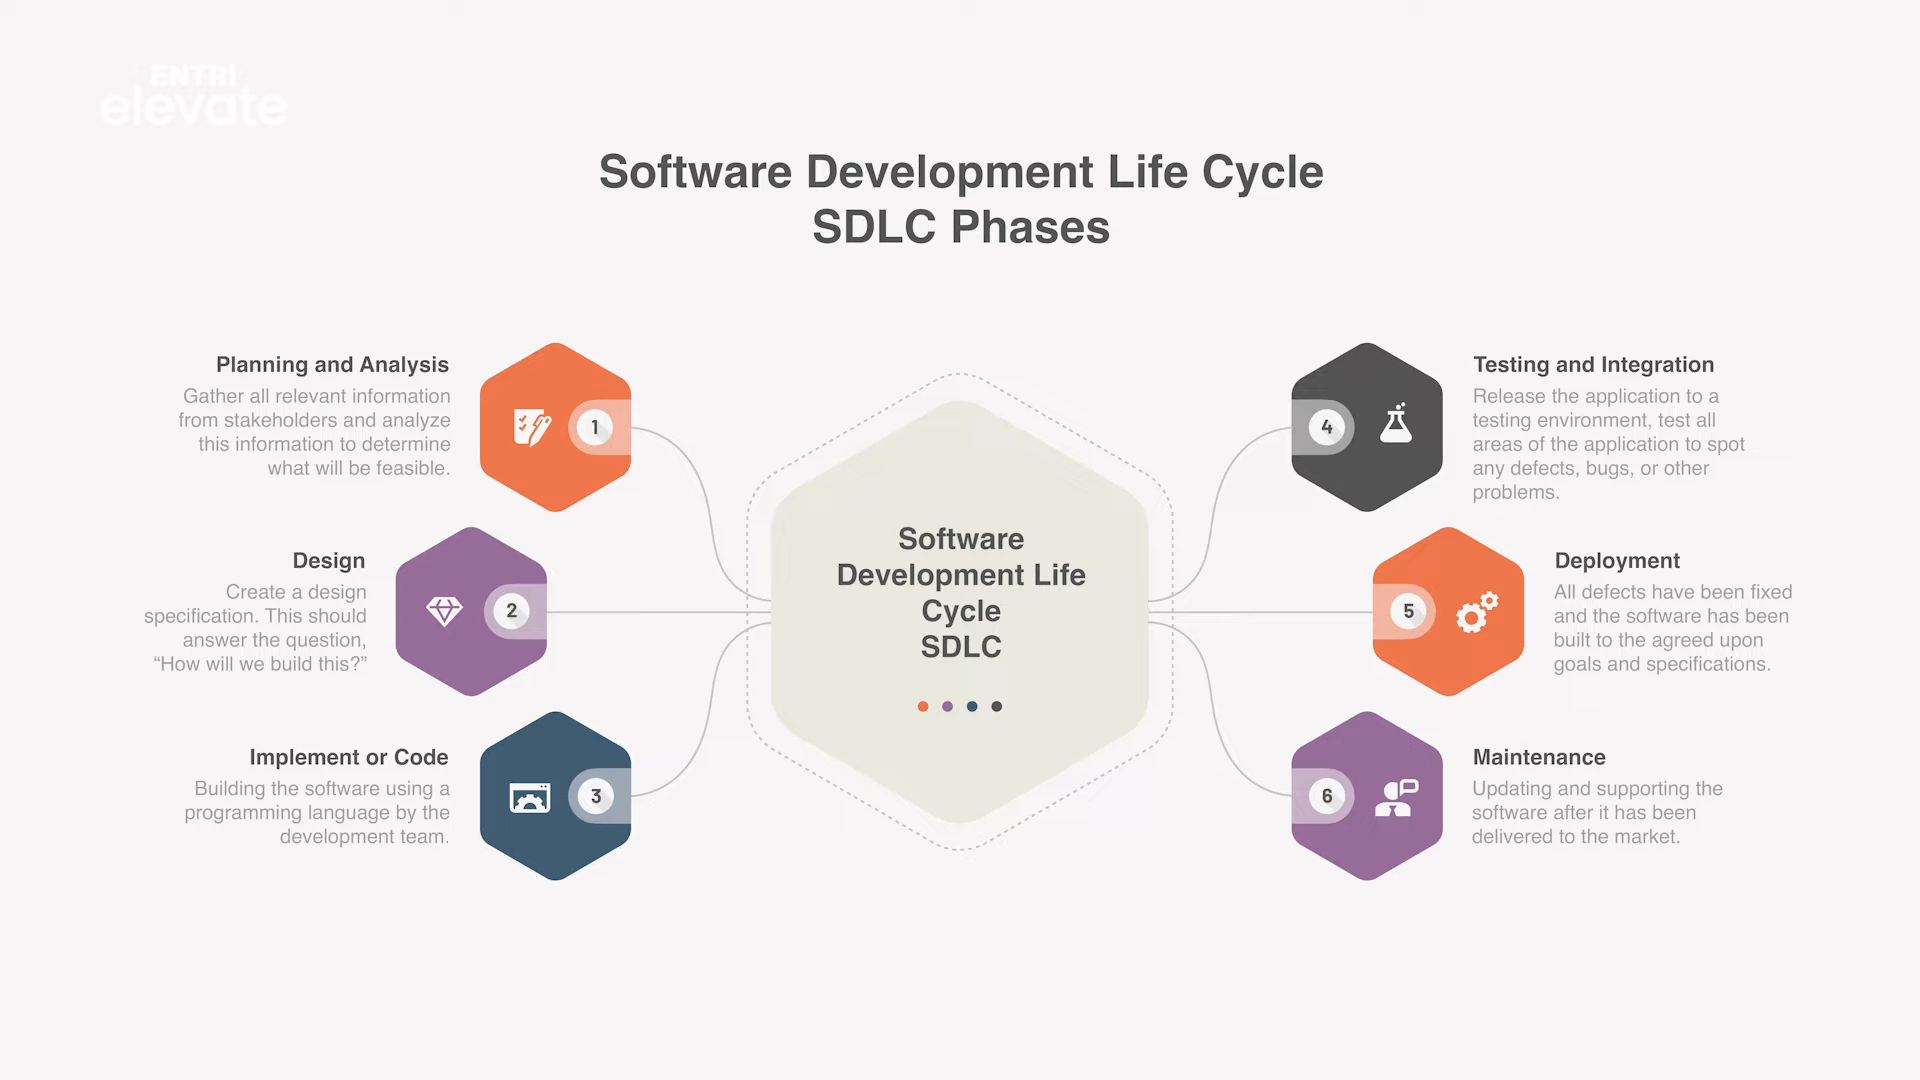 ENTRI
elevate
Software Development Life Cycle
SDLC Phases
Planning and Analysis
Gather all relevant information
from stakeholders and analyze
this information to determine
what will be feasible.
1
Design
Create a design
specification. This should
answer the question,
“How will we build this?”
2
Implement or Code
Building the software using a
programming language by the
development team.
3
Software
Development Life
Cycle
SDLC
4
Testing and Integration
Release the application to a
testing environment, test all
areas of the application to spot
any defects, bugs, or other
problems.
5
Deployment
All defects have been fixed
and the software has been
built to the agreed upon
goals and specifications.
6
Maintenance
Updating and supporting the
software after it has been
delivered to the market.